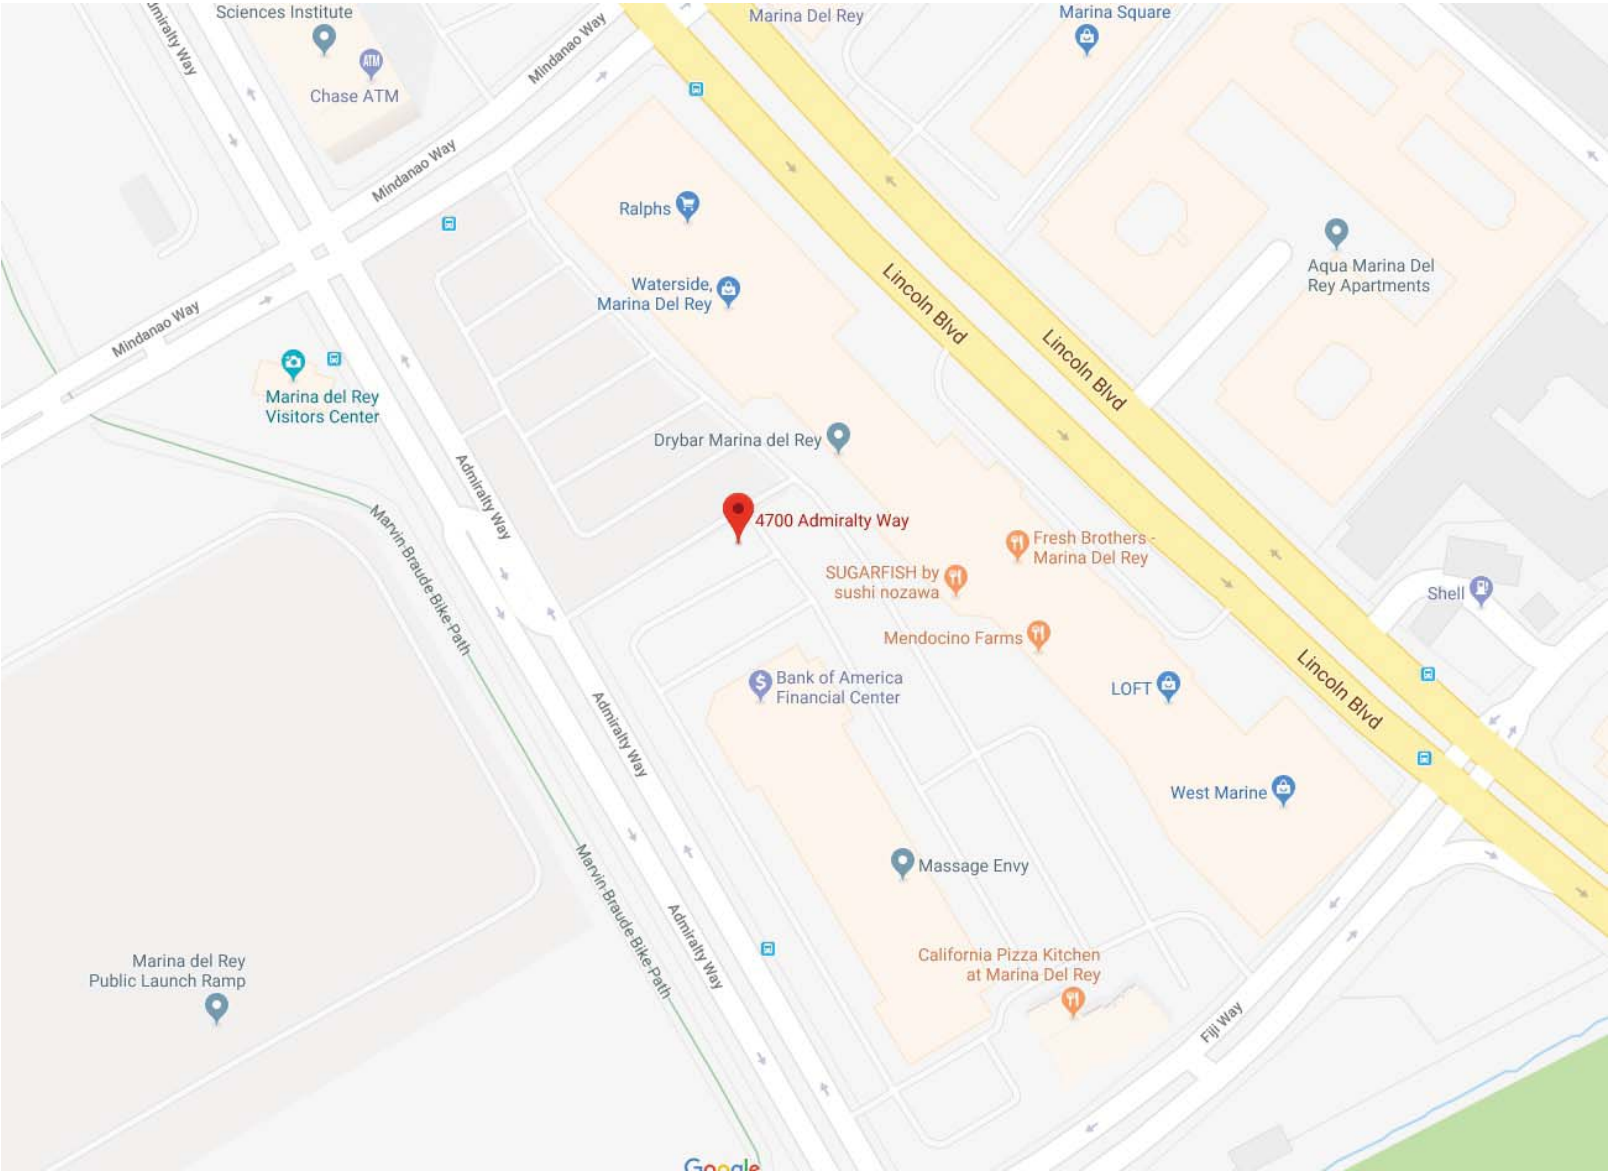 Sciences Institute
Marina Del Rey
Marina Square
Admiralty Way
Mindanao Way
ATM
Chase ATM
Mindanao Way
Ralphs
Waterside,
Marina Del Rey
Lincoln Blvd
Aqua Marina Del
Rey Apartments
Mindanao Way
Lincoln Blvd
Marina del Rey
Visitors Center
Drybar Marina del Rey
Admiralty Way
4700 Admiralty Way
Marvin Braude Bike Path
Fresh Brothers -
Marina Del Rey
SUGARFISH by
sushi nozawa
Shell
Mendocino Farms
Bank of America
Financial Center
LOFT
Lincoln Blvd
Admiralty Way
West Marine
Massage Envy
Marvin Braude Bike Path
Admiralty Way
California Pizza Kitchen
at Marina Del Rey
Marina del Rey
Public Launch Ramp
Fiji Way
Google